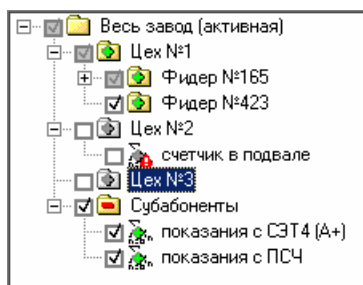 Весь завод (активная)
Цех №1
Фидер №165
Фидер №423
Цех №2
счетчик в подвале
Цех №3
Субабоненты
показания с СЭТ4 (А+)
показания с ПСЧ